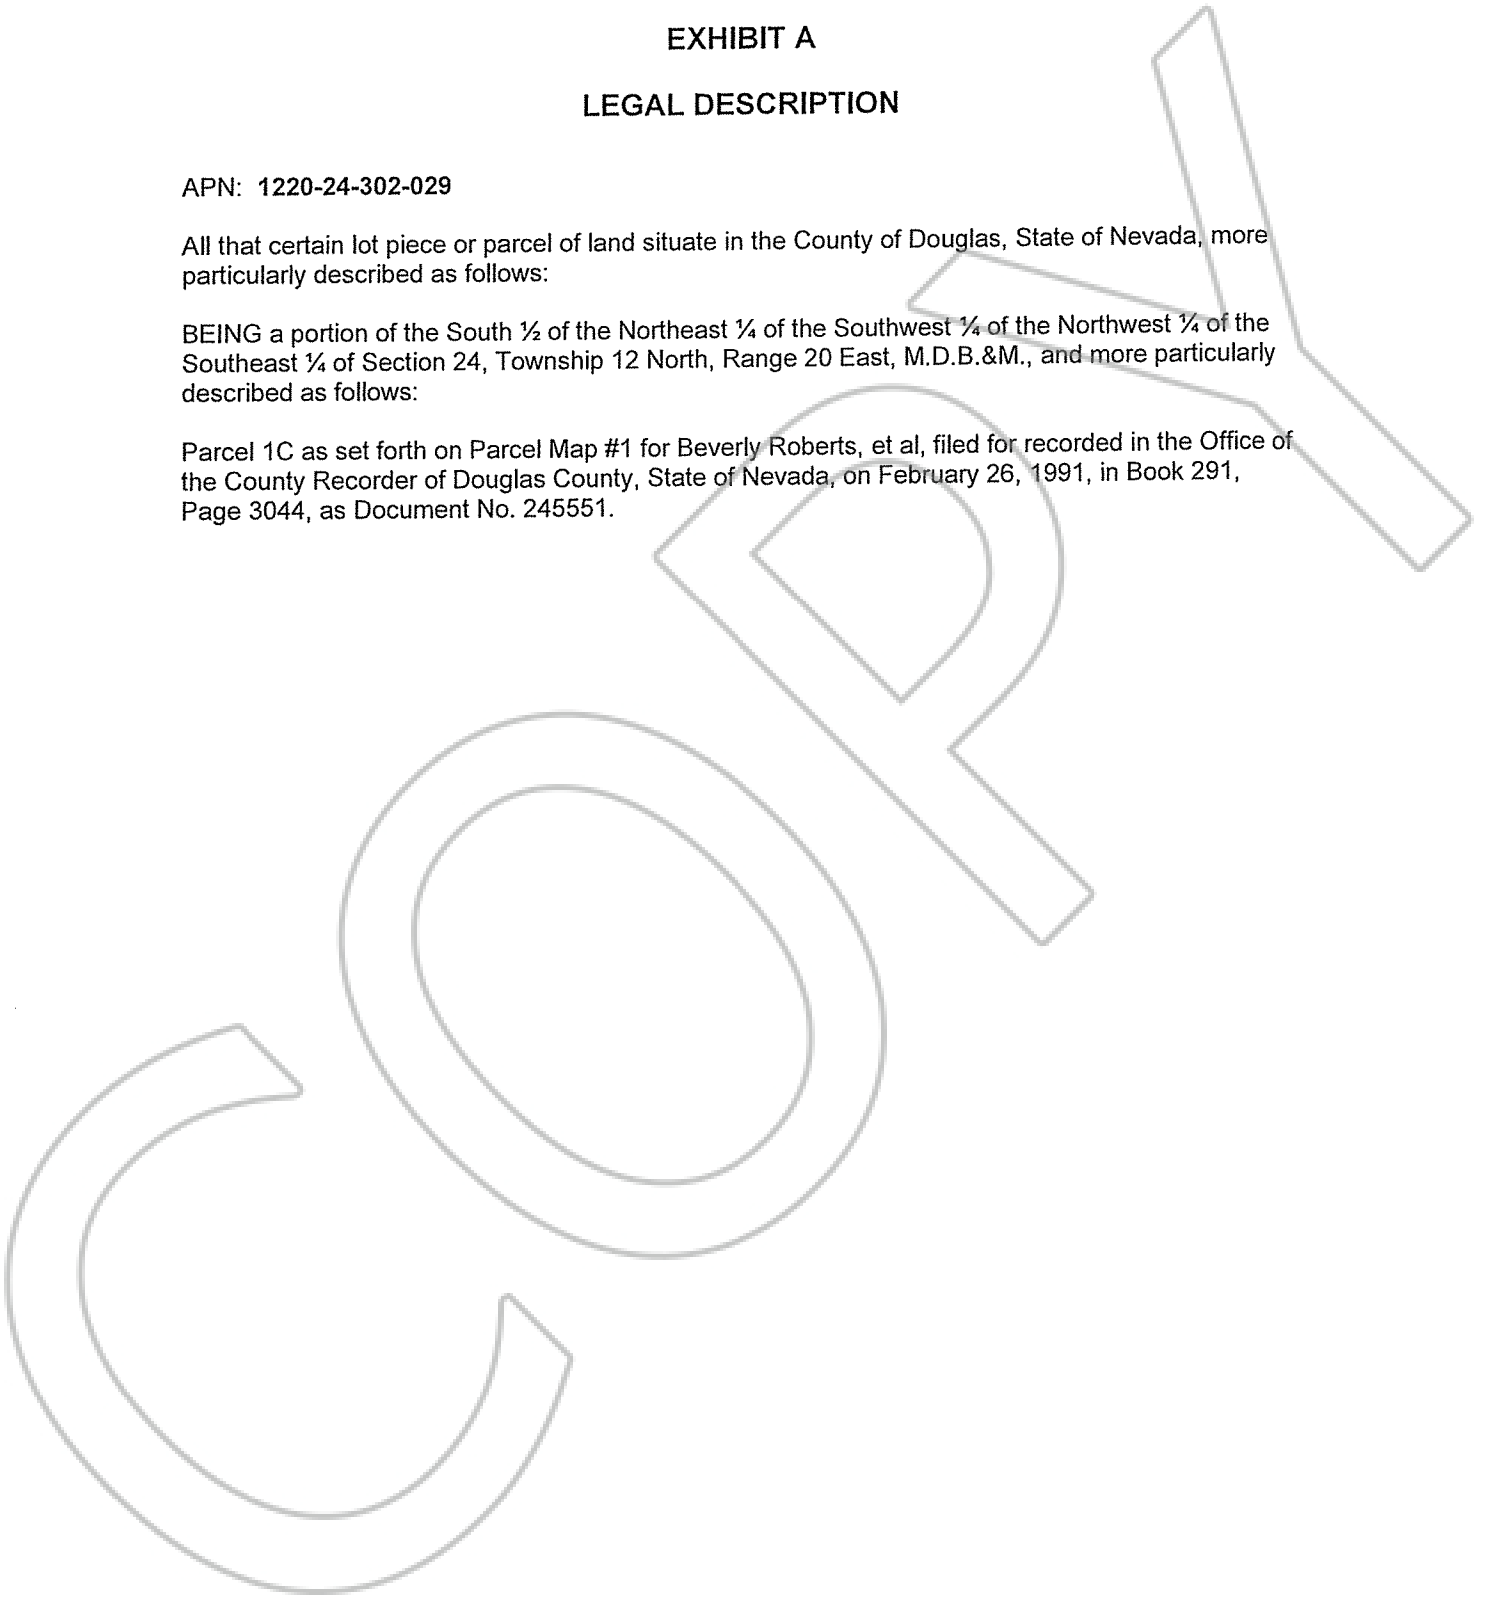 EXHIBIT A
LEGAL DESCRIPTION
APN: 1220-24-302-029
All that certain lot piece or parcel of land situate in the County of Douglas, State of Nevada, more
particularly described as follows:
BEING a portion of the South ½ of the Northeast ¼ of the Southwest ¼ of the Northwest ¼ of the
Southeast ¼ of Section 24, Township 12 North, Range 20 East, M.D.B.&M., and more particularly
described as follows:
Parcel 1C as set forth on Parcel Map #1 for Beverly Roberts, et al, filed for recorded in the Office of
the County Recorder of Douglas County, State of Nevada, on February 26, 1991, in Book 291,
Page 3044, as Document No. 245551.
COPY